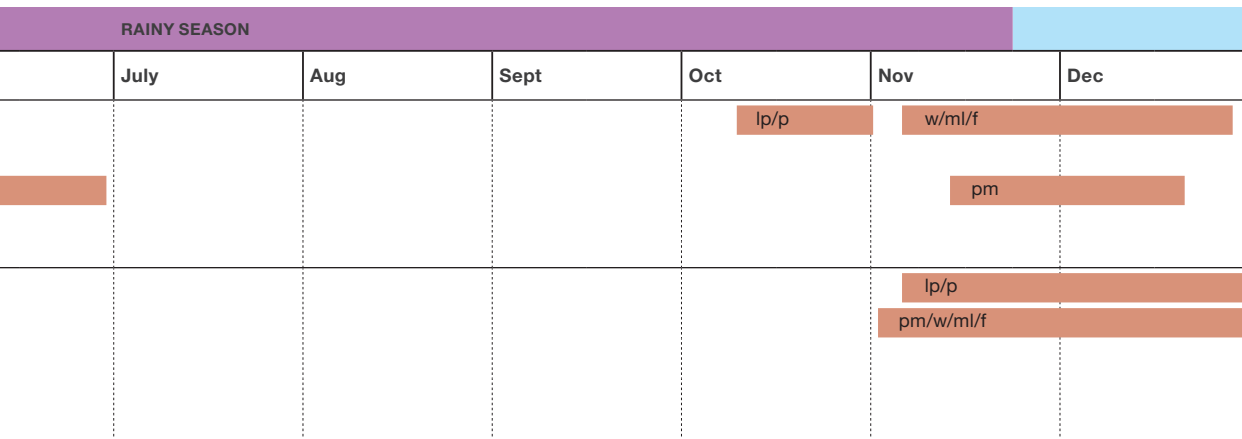 RAINY SEASON
July Aug Sept Oct Nov Dec
lp/p w/ml/f
pm
lp/p
pm/w/ml/f